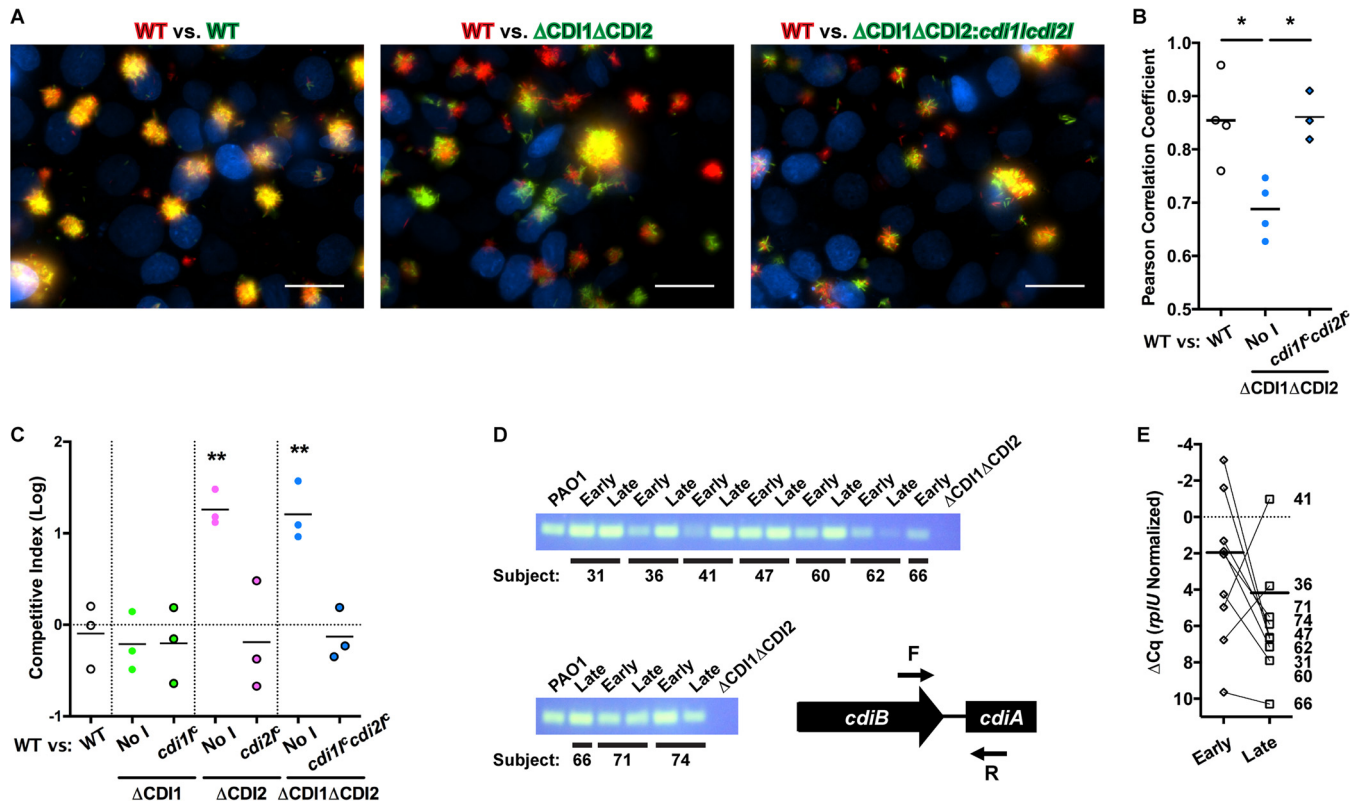 A
WT vs. WT
WT vs. ΔCDI1ΔCDI2
WT vs. ΔCDI1ΔCDI2:cdi1Icdi2I
B
* *
Pearson Correlation Coefficient
1.0
0.9
0.8
0.7
0.6
0.5
WT vs: WT No I cdi1Iᶜcdi2Iᶜ
ΔCDI1ΔCDI2
C
Competitive Index (Log)
2
1
0
-1
** **
WT vs: WT No I cdi1Iᶜ No I cdi2Iᶜ No I cdi1Iᶜcdi2Iᶜ
ΔCDI1 ΔCDI2 ΔCDI1ΔCDI2
D
PAO1 Early Late Early Late Early Late Early Late Early Late Early Late Early ΔCDI1ΔCDI2
Subject: 31 36 41 47 60 62 66
PAO1 Late Early Late Early Late ΔCDI1ΔCDI2
Subject: 66 71 74
F
cdiB cdiA
R
E
ΔCq (rplU Normalized)
-4
-2
0
2
4
6
8
10
41
36
71
74
47
62
31
60
66
Early Late